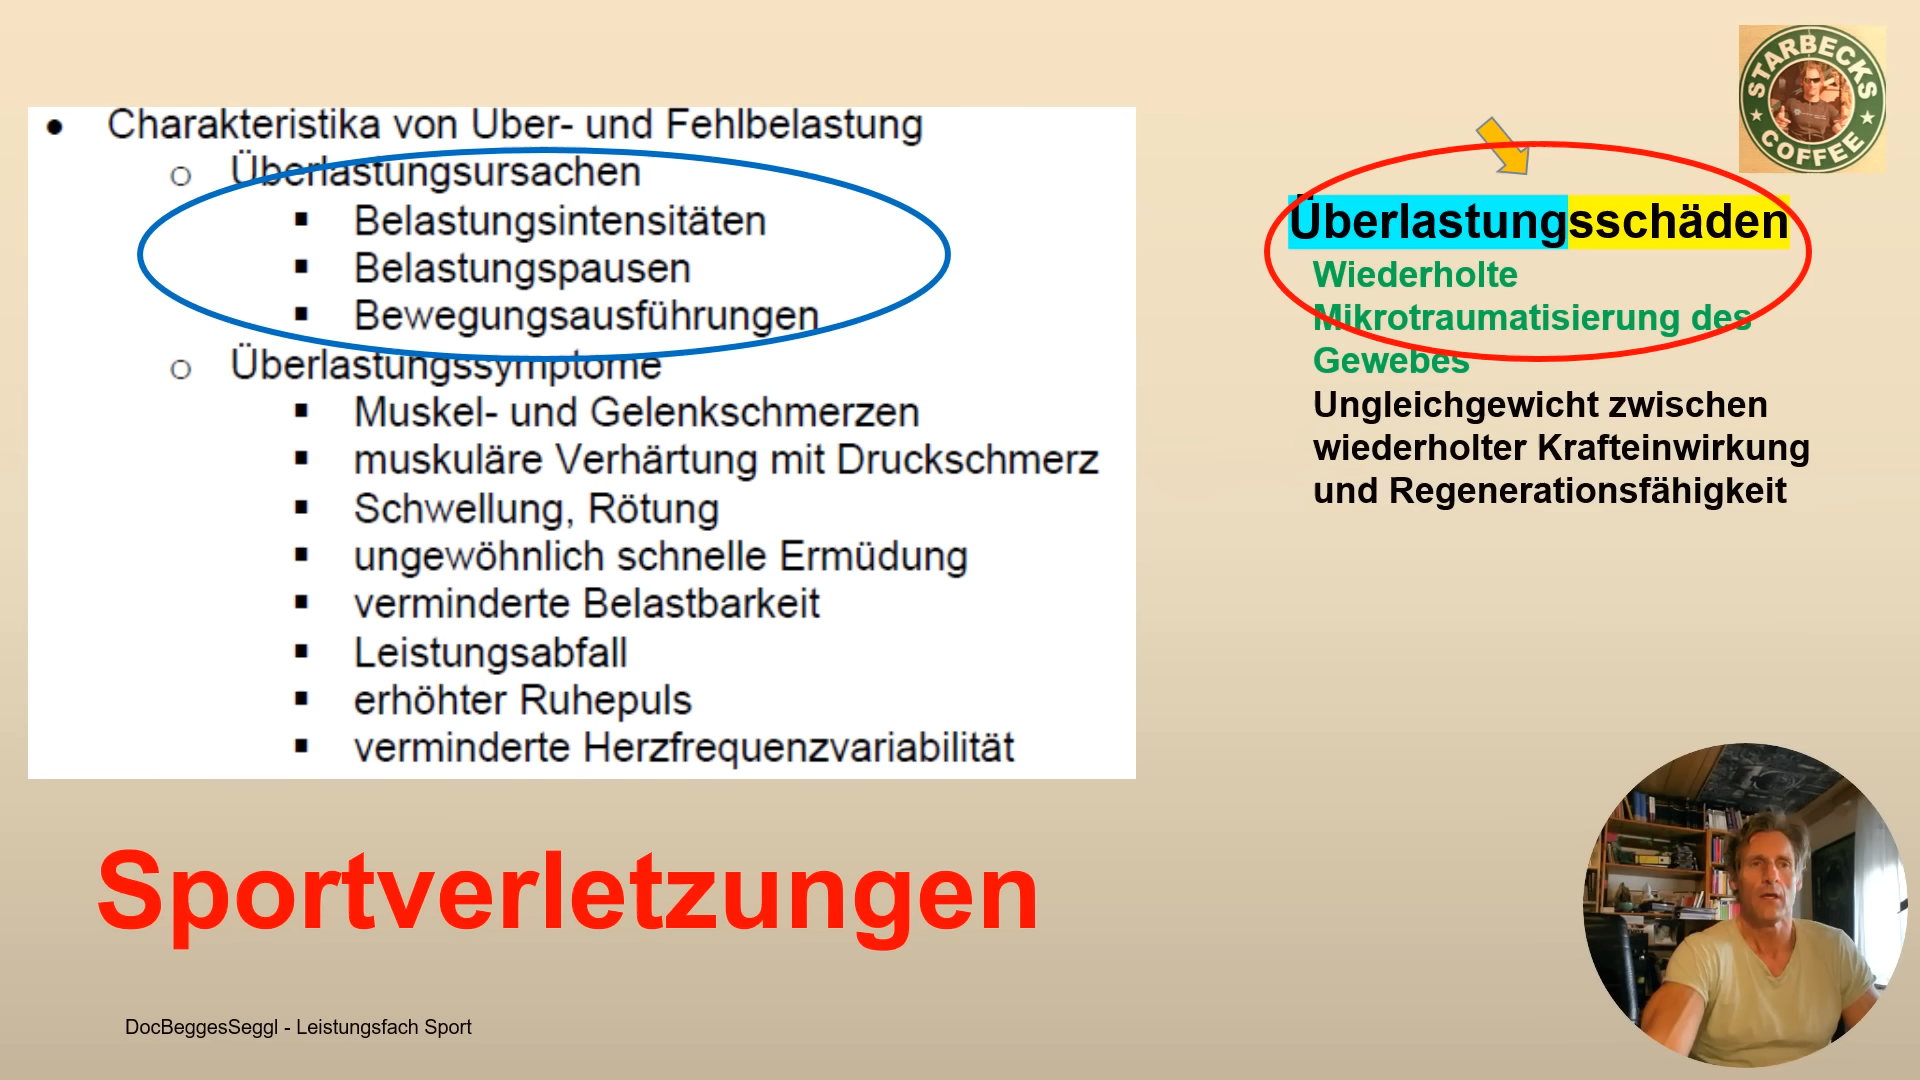 • Charakteristika von Über- und Fehlbelastung
o Überlastungsursachen
▪ Belastungsintensitäten
▪ Belastungspausen
▪ Bewegungsausführungen
o Überlastungssymptome
▪ Muskel- und Gelenkschmerzen
▪ muskuläre Verhärtung mit Druckschmerz
▪ Schwellung, Rötung
▪ ungewöhnlich schnelle Ermüdung
▪ verminderte Belastbarkeit
▪ Leistungsabfall
▪ erhöhter Ruhepuls
▪ verminderte Herzfrequenzvariabilität
STARBECKS
COFFEE
Überlastungsschäden
Wiederholte
Mikrotraumatisierung des
Gewebes
Ungleichgewicht zwischen
wiederholter Krafteinwirkung
und Regenerationsfähigkeit
Sportverletzungen
DocBeggesSeggl - Leistungsfach Sport